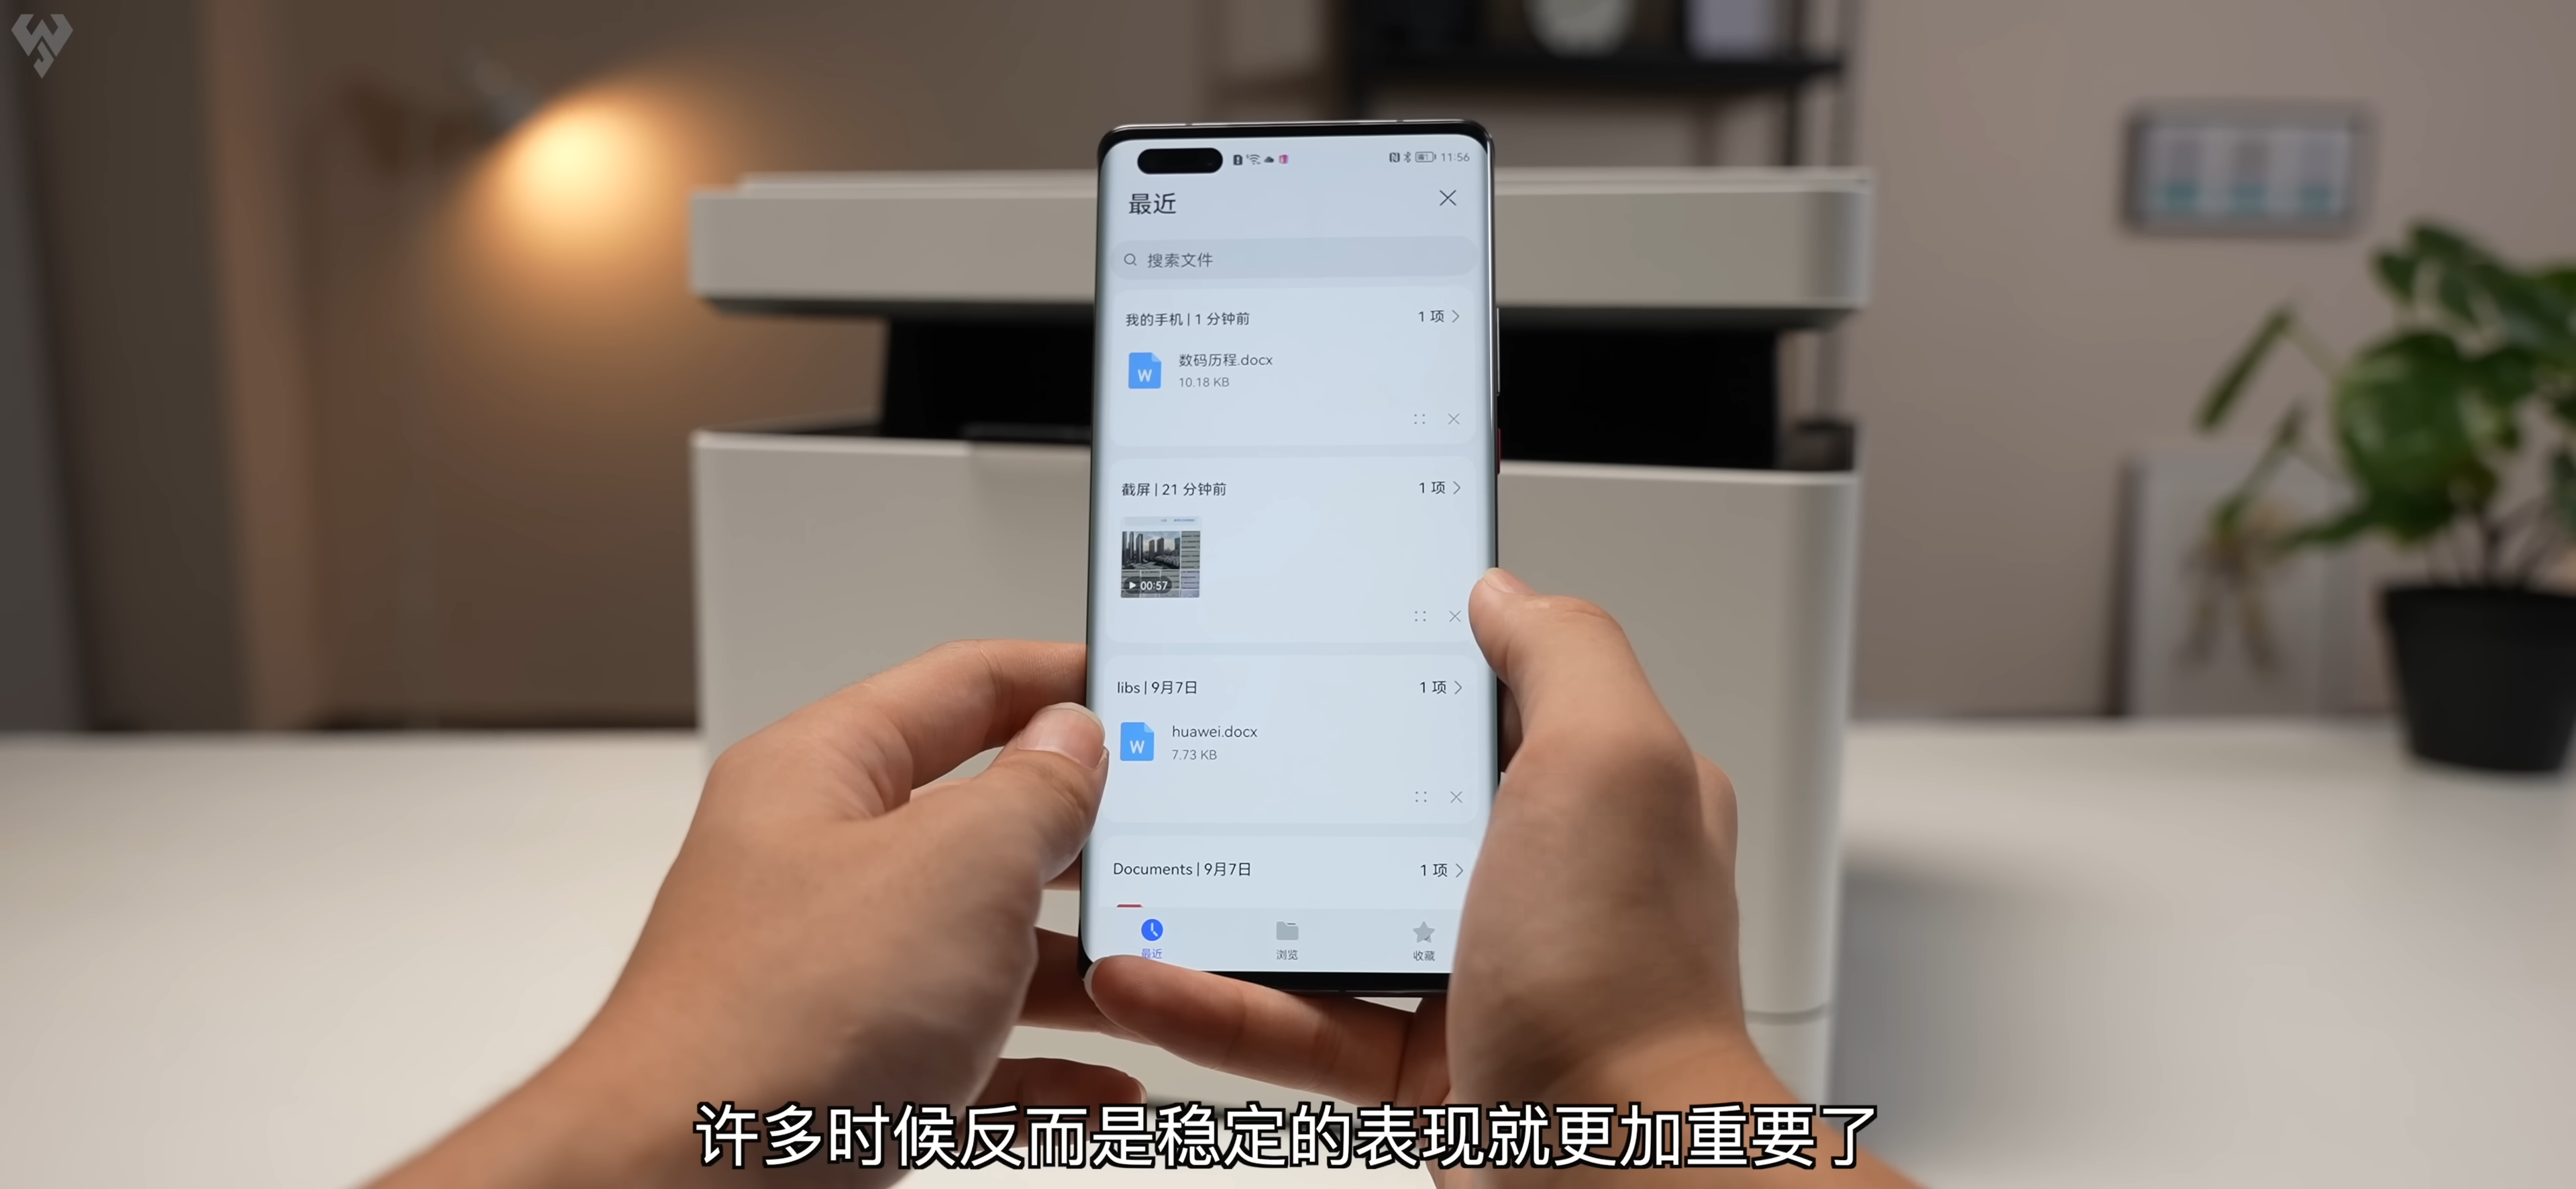 11:56
最近
搜索文件
我的手机 | 1 分钟前
1 项
数码历程.docx
10.18 KB
截屏 | 21 分钟前
1 项
00:57
libs | 9月7日
1 项
huawei.docx
7.73 KB
Documents | 9月7日
1 项
最近
浏览
收藏
许多时候反而是稳定的表现就更加重要了